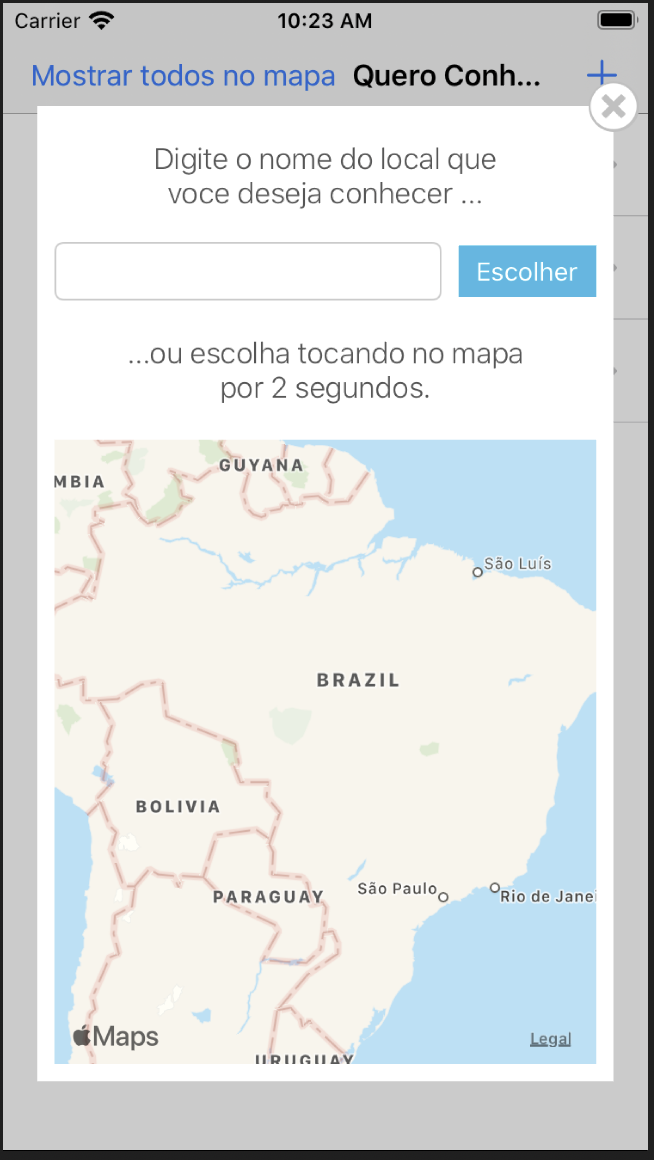 Carrier 10:23 AM
Mostrar todos no mapa Quero Conh...
Digite o nome do local que
voce deseja conhecer ...
Escolher
...ou escolha tocando no mapa
por 2 segundos.
GUYANA
MBIA
São Luís
BRAZIL
BOLIVIA
São Paulo
PARAGUAY
Rio de Janei
Maps
Legal
URUGUAY